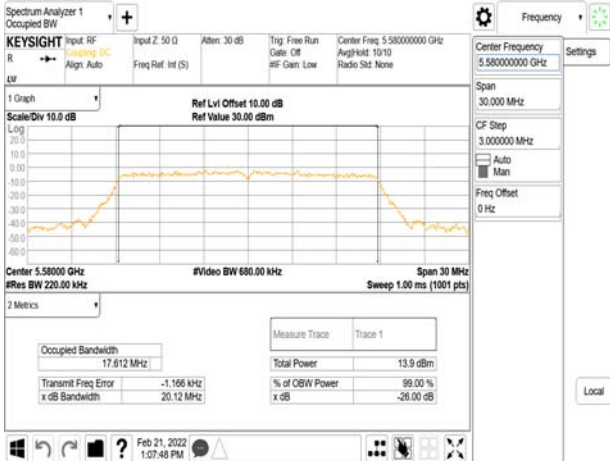 Spectrum Analyzer 1
Occupied BW
+
Frequency
KEYSIGHT
R
LXI
Input: RF
Coupling: DC
Align: Auto
Input Z: 50 Ω
Freq Ref: Int (S)
Atten: 30 dB
Trig: Free Run
Gate: Off
#IF Gain: Low
Center Freq: 5.580000000 GHz
Avg|Hold: 10/10
Radio Std: None
Center Frequency
5.580000000 GHz
Settings
Span
30.000 MHz
CF Step
3.000000 MHz
Auto
Man
Freq Offset
0 Hz
Local
1 Graph
Ref Lvl Offset 10.00 dB
Scale/Div 10.0 dB
Ref Value 30.00 dBm
Log
20.0
10.0
0.00
-10.0
-20.0
-30.0
-40.0
-50.0
-60.0
Center 5.58000 GHz
#Video BW 680.00 kHz
Span 30 MHz
#Res BW 220.00 kHz
Sweep 1.00 ms (1001 pts)
2 Metrics
Measure Trace
Trace 1
Occupied Bandwidth
17.612 MHz
Total Power
13.9 dBm
Transmit Freq Error
-1.166 kHz
% of OBW Power
99.00 %
x dB Bandwidth
20.12 MHz
x dB
-26.00 dB
?
Feb 21, 2022
1:07:48 PM